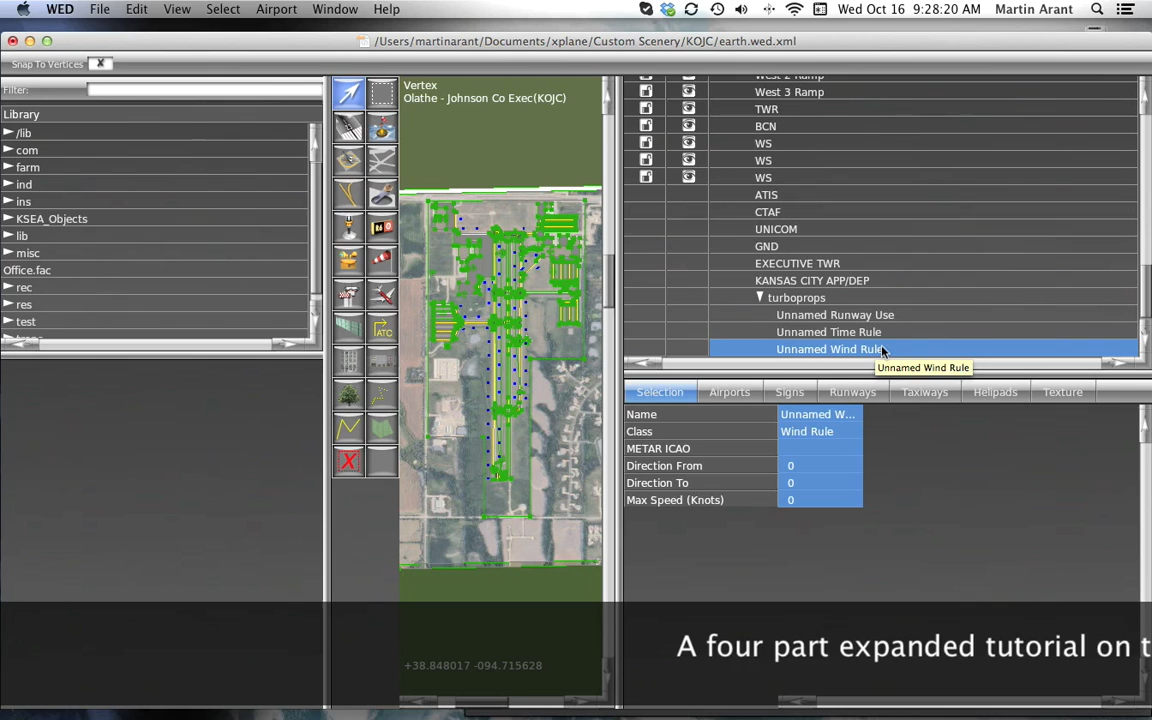 WED File Edit View Select Airport Window Help Wed Oct 16 9:28:20 AM Martin Arant
/Users/martinarant/Documents/xplane/Custom Scenery/KOJC/earth.wed.xml
Snap To Vertices X
Filter:
Library
/lib
com
farm
ind
ins
KSEA_Objects
lib
misc
Office.fac
rec
res
test
Vertex
Olathe - Johnson Co Exec(KOJC)
ATC
+38.848017 -094.715628
West 2 Ramp
West 3 Ramp
TWR
BCN
WS
WS
WS
ATIS
CTAF
UNICOM
GND
EXECUTIVE TWR
KANSAS CITY APP/DEP
turboprops
Unnamed Runway Use
Unnamed Time Rule
Unnamed Wind Rule
Unnamed Wind Rule
Selection Airports Signs Runways Taxiways Helipads Texture
Name Unnamed W...
Class Wind Rule
METAR ICAO
Direction From 0
Direction To 0
Max Speed (Knots) 0
A four part expanded tutorial on t